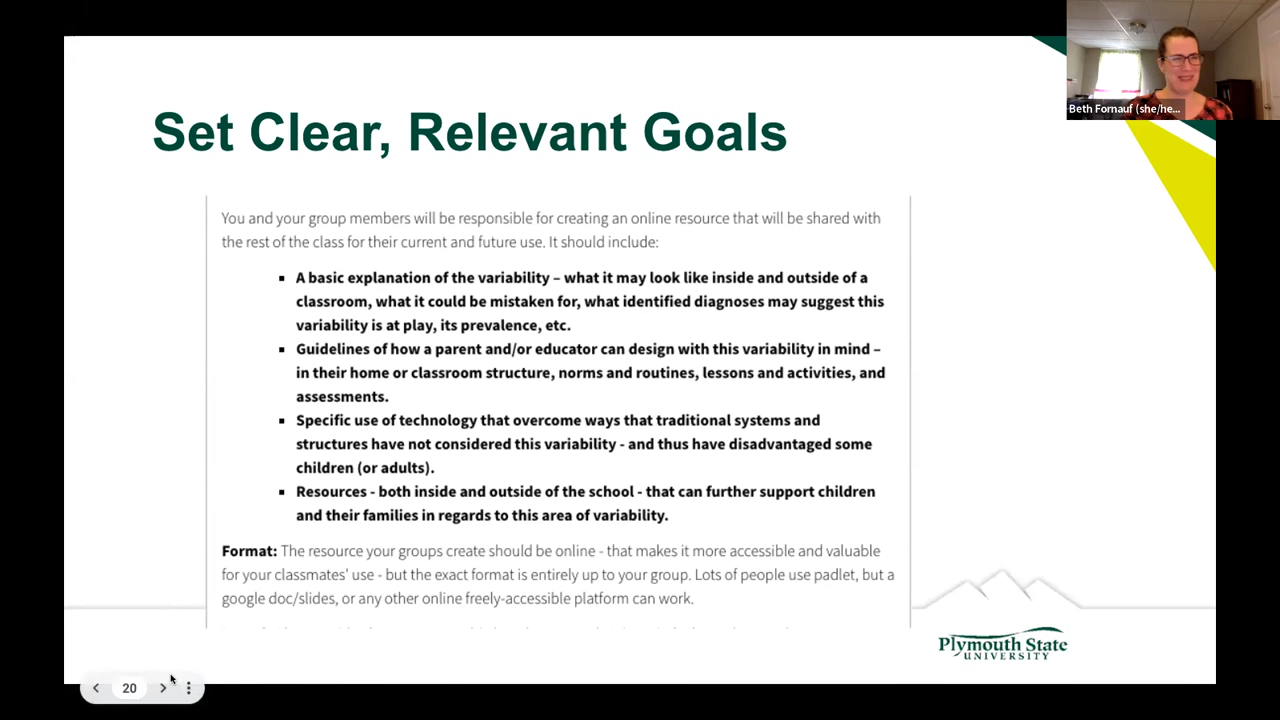 Beth Fornauf (she/he...
Set Clear, Relevant Goals
You and your group members will be responsible for creating an online resource that will be shared with
the rest of the class for their current and future use. It should include:
▪ A basic explanation of the variability – what it may look like inside and outside of a
classroom, what it could be mistaken for, what identified diagnoses may suggest this
variability is at play, its prevalence, etc.
▪ Guidelines of how a parent and/or educator can design with this variability in mind –
in their home or classroom structure, norms and routines, lessons and activities, and
assessments.
▪ Specific use of technology that overcome ways that traditional systems and
structures have not considered this variability - and thus have disadvantaged some
children (or adults).
▪ Resources - both inside and outside of the school - that can further support children
and their families in regards to this area of variability.
Format: The resource your groups create should be online - that makes it more accessible and valuable
for your classmates' use - but the exact format is entirely up to your group. Lots of people use padlet, but a
google doc/slides, or any other online freely-accessible platform can work.
Plymouth State
UNIVERSITY
20